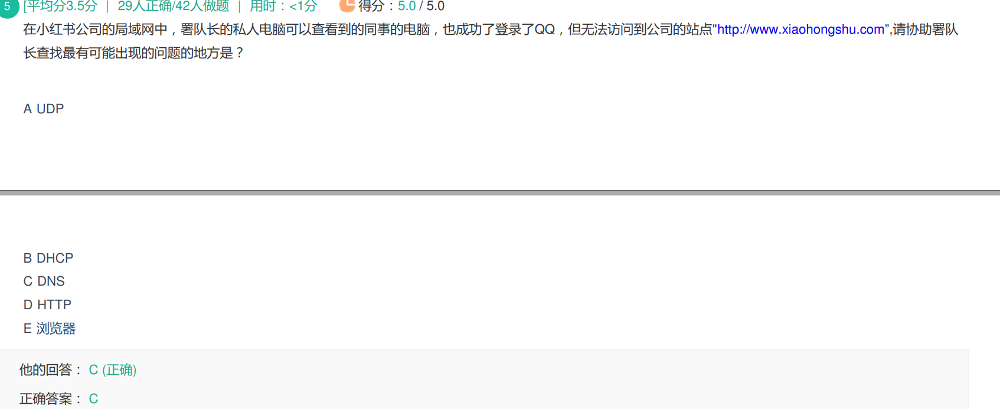 5 [平均分3.5分 | 29人正确/42人做题 | 用时：<1分 得分：5.0 / 5.0
在小红书公司的局域网中，署队长的私人电脑可以查看到的同事的电脑，也成功了登录了QQ，但无法访问到公司的站点"http://www.xiaohongshu.com”,请协助署队
长查找最有可能出现的问题的地方是？
A UDP
B DHCP
C DNS
D HTTP
E 浏览器
他的回答： C (正确)
正确答案： C